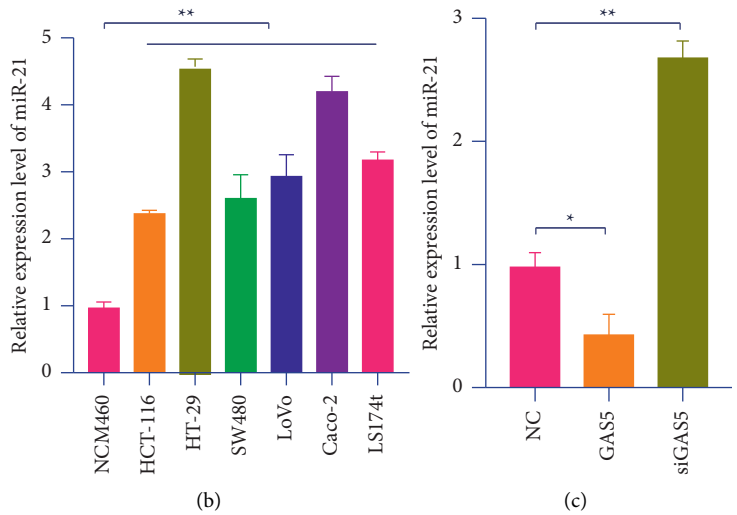 **
5
4
3
2
1
0
Relative expression level of miR-21
NCM460
HCT-116
HT-29
SW480
LoVo
Caco-2
LS174t
(b)
**
*
3
2
1
0
Relative expression level of miR-21
NC
GAS5
siGAS5
(c)